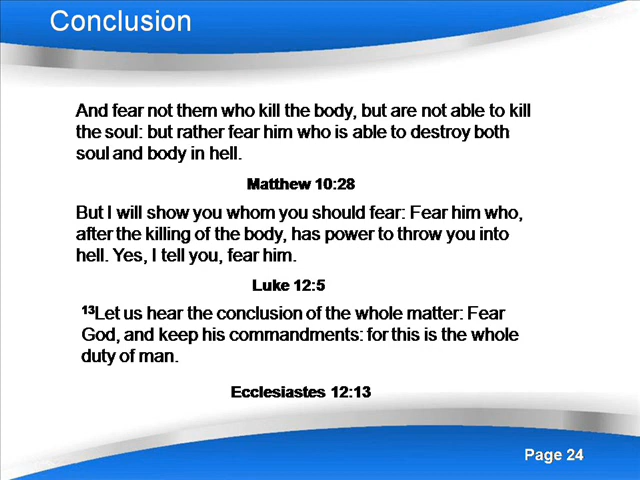 Conclusion
And fear not them who kill the body, but are not able to kill
the soul: but rather fear him who is able to destroy both
soul and body in hell.
Matthew 10:28
But I will show you whom you should fear: Fear him who,
after the killing of the body, has power to throw you into
hell. Yes, I tell you, fear him.
Luke 12:5
13Let us hear the conclusion of the whole matter: Fear
God, and keep his commandments: for this is the whole
duty of man.
Ecclesiastes 12:13
Page 24